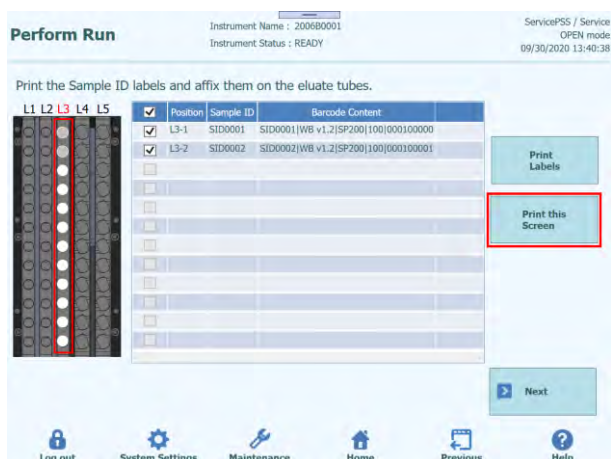 Perform Run
Instrument Name : 2006B0001
Instrument Status : READY
ServicePSS / Service
OPEN mode
09/30/2020 13:40:38
Print the Sample ID labels and affix them on the eluate tubes.
L1 L2 L3 L4 L5
Position Sample ID Barcode Content
L3-1 SID0001 SID0001|WB v1.2|SP200|100|000100000
L3-2 SID0002 SID0002|WB v1.2|SP200|100|000100001
Print
Labels
Print this
Screen
Next
Log out System Settings Maintenance Home Previous Help